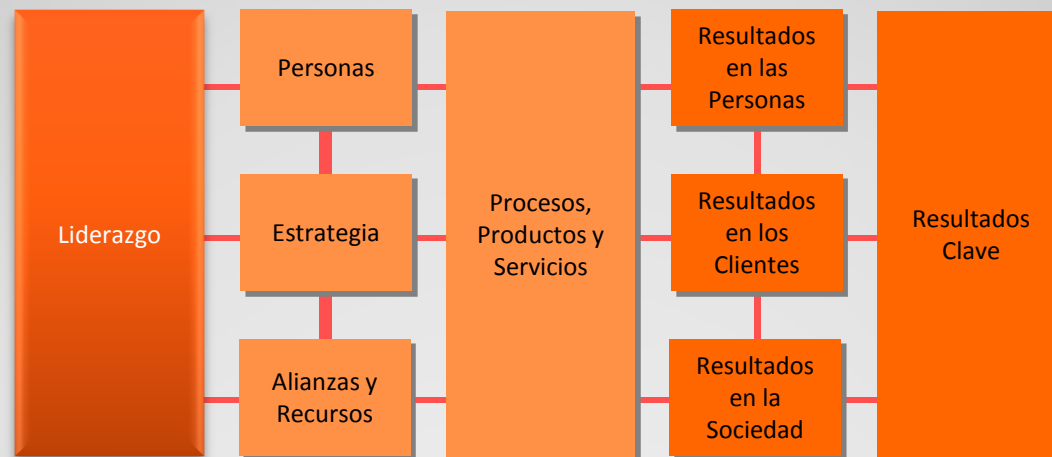 Liderazgo
Personas
Estrategia
Alianzas y
Recursos
Procesos,
Productos y
Servicios
Resultados
en las
Personas
Resultados
en los
Clientes
Resultados
en la
Sociedad
Resultados
Clave